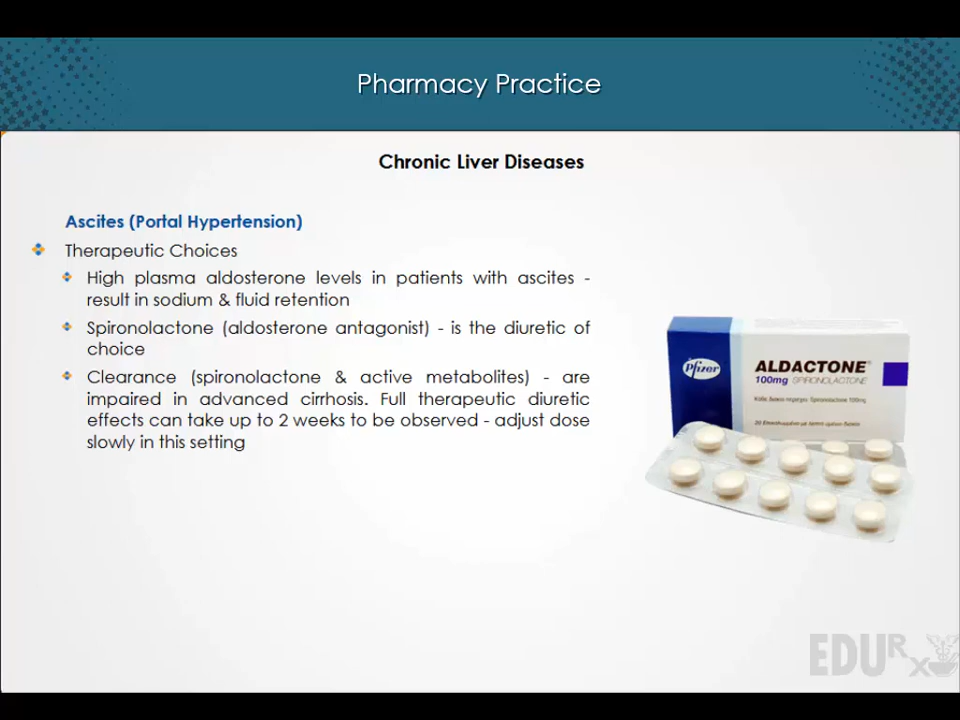 Pharmacy Practice
Chronic Liver Diseases
Ascites (Portal Hypertension)
Therapeutic Choices
High plasma aldosterone levels in patients with ascites -
result in sodium & fluid retention
Spironolactone (aldosterone antagonist) - is the diuretic of
choice
Clearance (spironolactone & active metabolites) - are
impaired in advanced cirrhosis. Full therapeutic diuretic
effects can take up to 2 weeks to be observed - adjust dose
slowly in this setting
Pfizer
ALDACTONE®
100mg SPIRONOLACTONE
Spironolactone 100mg
EDURx